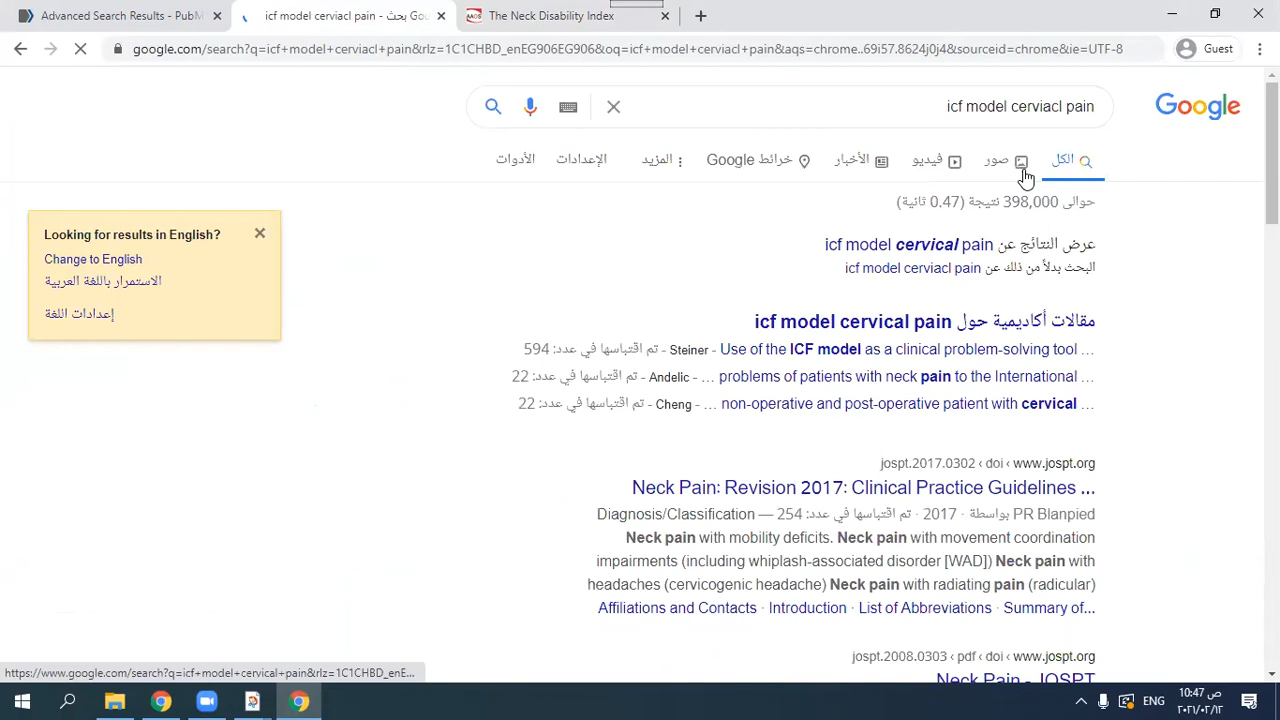 Advanced Search Results - PubM
icf model cerviacl pain - بحث Gou
The Neck Disability Index
google.com/search?q=icf+model+cerviacl+pain&rlz=1C1CHBD_enEG906EG906&oq=icf+model+cerviacl+pain&aqs=chrome..69i57.8624j0j4&sourceid=chrome&ie=UTF-8
Guest
icf model cerviacl pain
Google
الكل صور فيديو الأخبار خرائط Google المزيد الإعدادات الأدوات
حوالى 398,000 نتيجة (0.47 ثانية)
Looking for results in English?
Change to English
الاستمرار باللغة العربية
إعدادات اللغة
عرض النتائج عن icf model cervical pain
البحث بدلاً من ذلك عن icf model cerviacl pain
مقالات أكاديمية حول icf model cervical pain
Use of the ICF model as a clinical problem-solving tool ... - Steiner - تم اقتباسها في عدد: 594
problems of patients with neck pain to the International ... - Andelic - تم اقتباسها في عدد: 22
non-operative and post-operative patient with cervical ... - Cheng - تم اقتباسها في عدد: 22
www.jospt.org › doi › jospt.2017.0302
Neck Pain: Revision 2017: Clinical Practice Guidelines ...
بواسطة PR Blanpied · 2017 · تم اقتباسها في عدد: 254 — Diagnosis/Classification
Neck pain with mobility deficits. Neck pain with movement coordination
impairments (including whiplash-associated disorder [WAD]) Neck pain with
headaches (cervicogenic headache) Neck pain with radiating pain (radicular)
Affiliations and Contacts · Introduction · List of Abbreviations · Summary of...
www.jospt.org › doi › pdf › jospt.2008.0303
Neck Pain - JOSPT
https://www.google.com/search?q=icf+model+cervical+pain&rlz=1C1CHBD_enE...
ENG
10:47 ص
٢٠٢١/٠٢/١٢